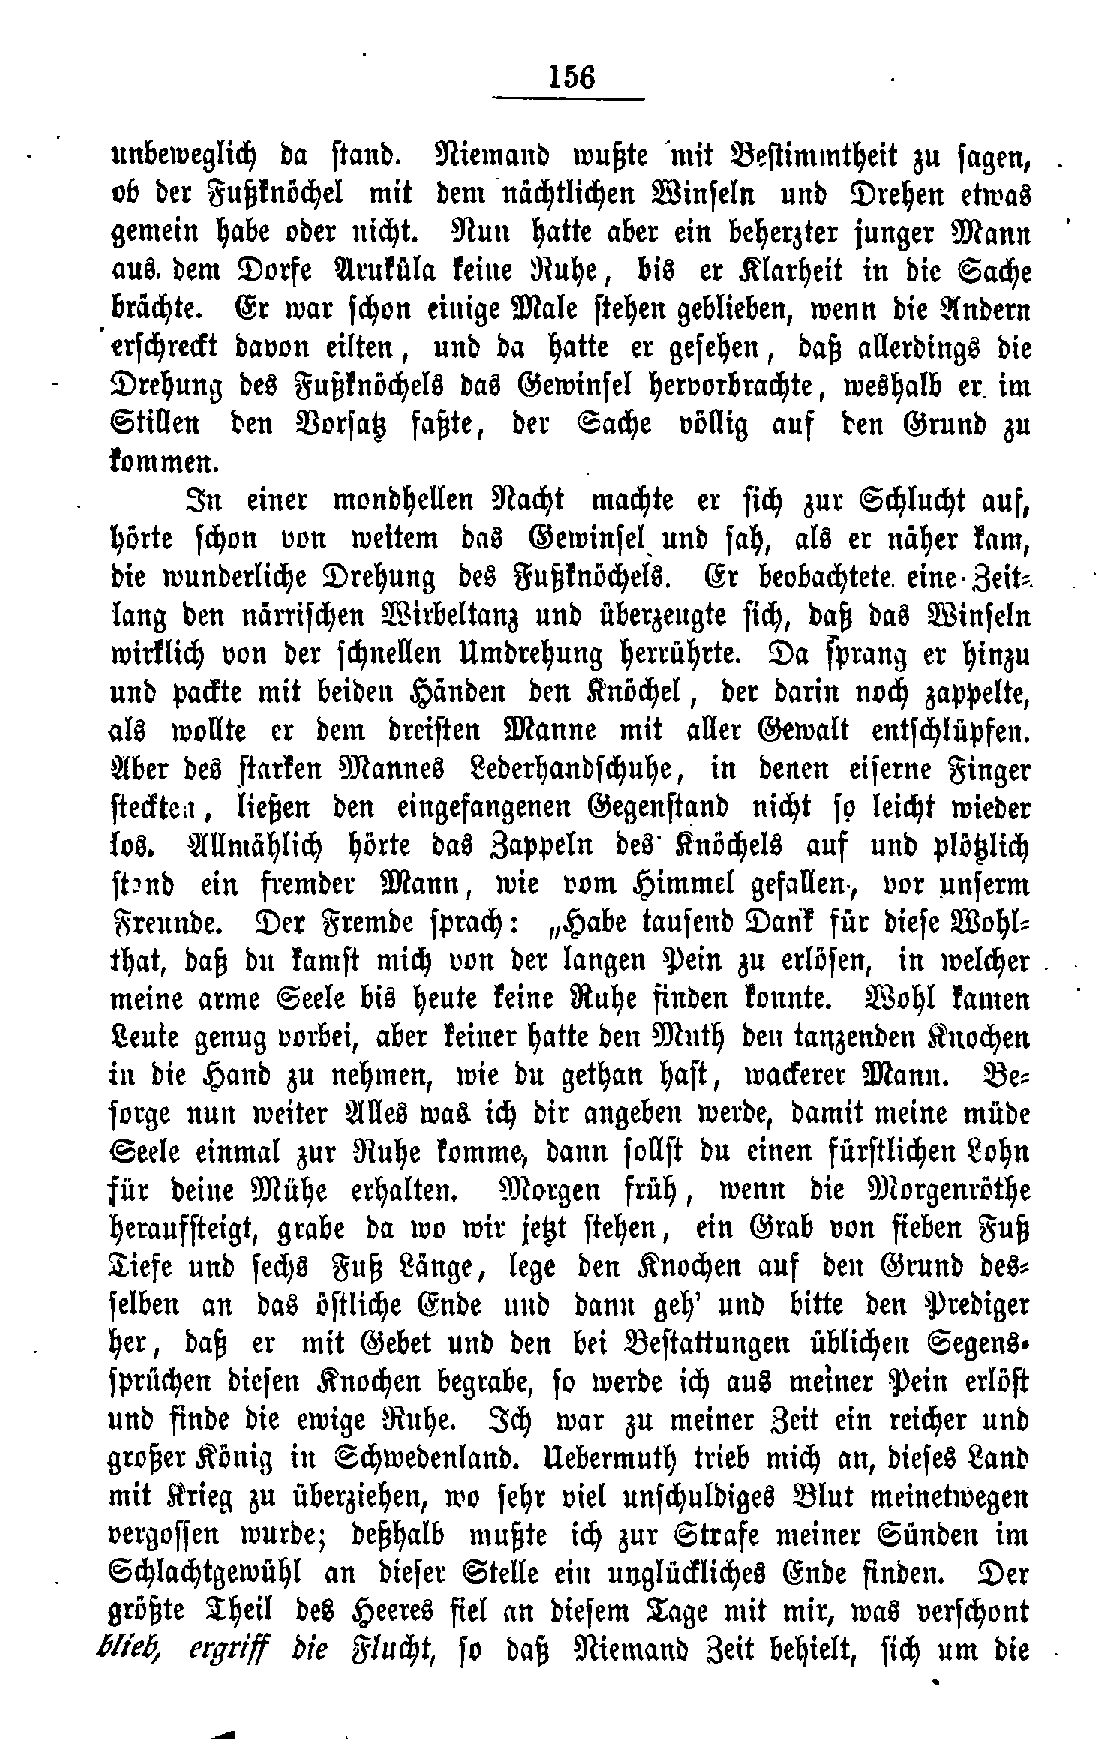 156
unbeweglich da stand. Niemand wußte mit Bestimmtheit zu sagen,
ob der Fußknöchel mit dem nächtlichen Winseln und Drehen etwas
gemein habe oder nicht. Nun hatte aber ein beherzter junger Mann
aus dem Dorfe Aruküla keine Ruhe, bis er Klarheit in die Sache
brächte. Er war schon einige Male stehen geblieben, wenn die Andern
erschreckt davon eilten, und da hatte er gesehen, daß allerdings die
Drehung des Fußknöchels das Gewinsel hervorbrachte, weshalb er im
Stillen den Vorsatz faßte, der Sache völlig auf den Grund zu
kommen.
In einer mondhellen Nacht machte er sich zur Schlucht auf,
hörte schon von weitem das Gewinsel und sah, als er näher kam,
die wunderliche Drehung des Fußknöchels. Er beobachtete eine Zeit-
lang den närrischen Wirbeltanz und überzeugte sich, daß das Winseln
wirklich von der schnellen Umdrehung herrührte. Da sprang er hinzu
und packte mit beiden Händen den Knöchel, der darin noch zappelte,
als wollte er dem dreisten Manne mit aller Gewalt entschlüpfen.
Aber des starken Mannes Lederhandschuhe, in denen eiserne Finger
steckten, ließen den eingefangenen Gegenstand nicht so leicht wieder
los. Allmählich hörte das Zappeln des Knöchels auf und plötzlich
stand ein fremder Mann, wie vom Himmel gefallen, vor unserm
Freunde. Der Fremde sprach: „Habe tausend Dank für diese Wohl-
that, daß du kamst mich von der langen Pein zu erlösen, in welcher
meine arme Seele bis heute keine Ruhe finden konnte. Wohl kamen
Leute genug vorbei, aber keiner hatte den Muth den tanzenden Knochen
in die Hand zu nehmen, wie du gethan hast, wackerer Mann. Be-
sorge nun weiter Alles was ich dir angeben werde, damit meine müde
Seele einmal zur Ruhe komme, dann sollst du einen fürstlichen Lohn
für deine Mühe erhalten. Morgen früh, wenn die Morgenröthe
heraufsteigt, grabe da wo wir jetzt stehen, ein Grab von sieben Fuß
Tiefe und sechs Fuß Länge, lege den Knochen auf den Grund des-
selben an das östliche Ende und dann geh' und bitte den Prediger
her, daß er mit Gebet und den bei Bestattungen üblichen Segens-
sprüchen diesen Knochen begrabe, so werde ich aus meiner Pein erlöst
und finde die ewige Ruhe. Ich war zu meiner Zeit ein reicher und
großer König in Schwedenland. Uebermuth trieb mich an, dieses Land
mit Krieg zu überziehen, wo sehr viel unschuldiges Blut meinetwegen
vergossen wurde; deßhalb mußte ich zur Strafe meiner Sünden im
Schlachtgewühl an dieser Stelle ein unglückliches Ende finden. Der
größte Theil des Heeres fiel an diesem Tage mit mir, was verschont
blieb, ergriff die Flucht, so daß Niemand Zeit behielt, sich um die